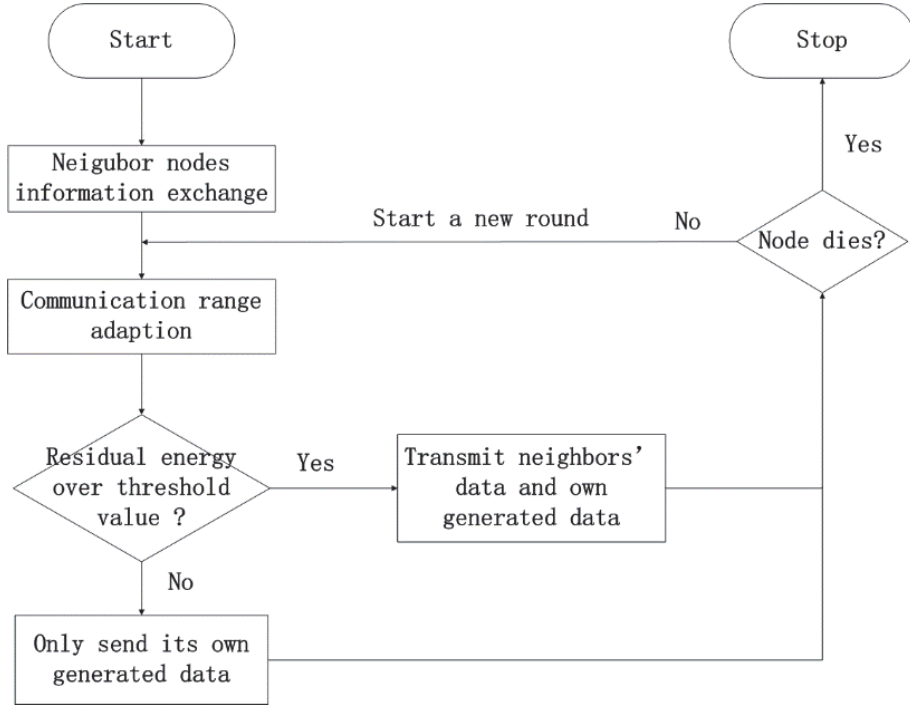 Start
Stop
Yes
Neigubor nodes
information exchange
Start a new round
No
Node dies?
Communication range
adaption
Residual energy
over threshold
value ?
Yes
Transmit neighbors'
data and own
generated data
No
Only send its own
generated data